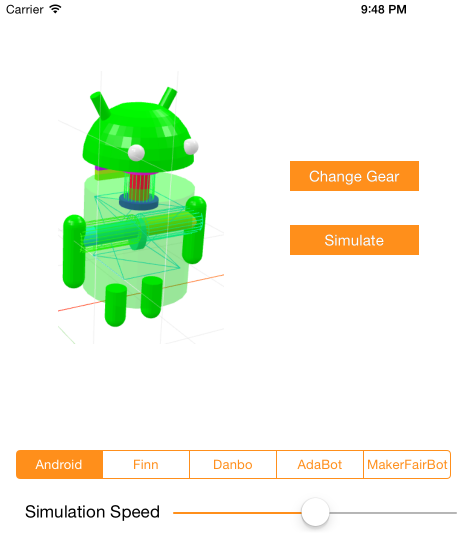 Carrier 9:48 PM
Change Gear
Simulate
Android Finn Danbo AdaBot MakerFairBot
Simulation Speed